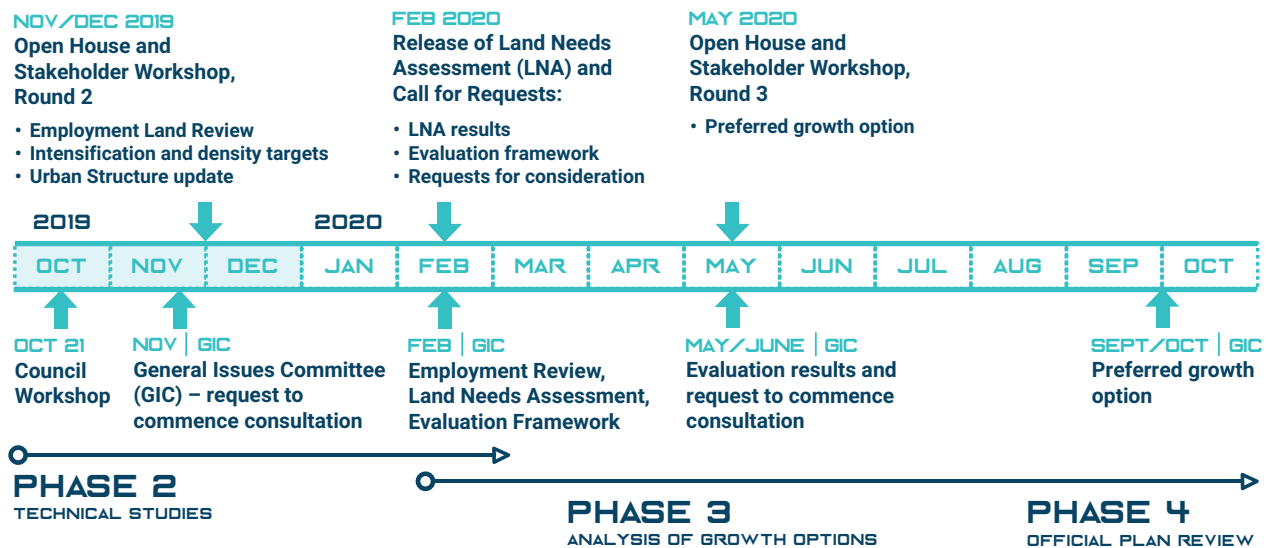 NOV/DEC 2019
Open House and
Stakeholder Workshop,
Round 2
• Employment Land Review
• Intensification and density targets
• Urban Structure update
FEB 2020
Release of Land Needs
Assessment (LNA) and
Call for Requests:
• LNA results
• Evaluation framework
• Requests for consideration
MAY 2020
Open House and
Stakeholder Workshop,
Round 3
• Preferred growth option
2019 2020
OCT NOV DEC JAN FEB MAR APR MAY JUN JUL AUG SEP OCT
OCT 21
Council
Workshop
NOV | GIC
General Issues Committee
(GIC) – request to
commence consultation
FEB | GIC
Employment Review,
Land Needs Assessment,
Evaluation Framework
MAY/JUNE | GIC
Evaluation results and
request to commence
consultation
SEPT/OCT | GIC
Preferred growth
option
PHASE 2
TECHNICAL STUDIES
PHASE 3
ANALYSIS OF GROWTH OPTIONS
PHASE 4
OFFICIAL PLAN REVIEW